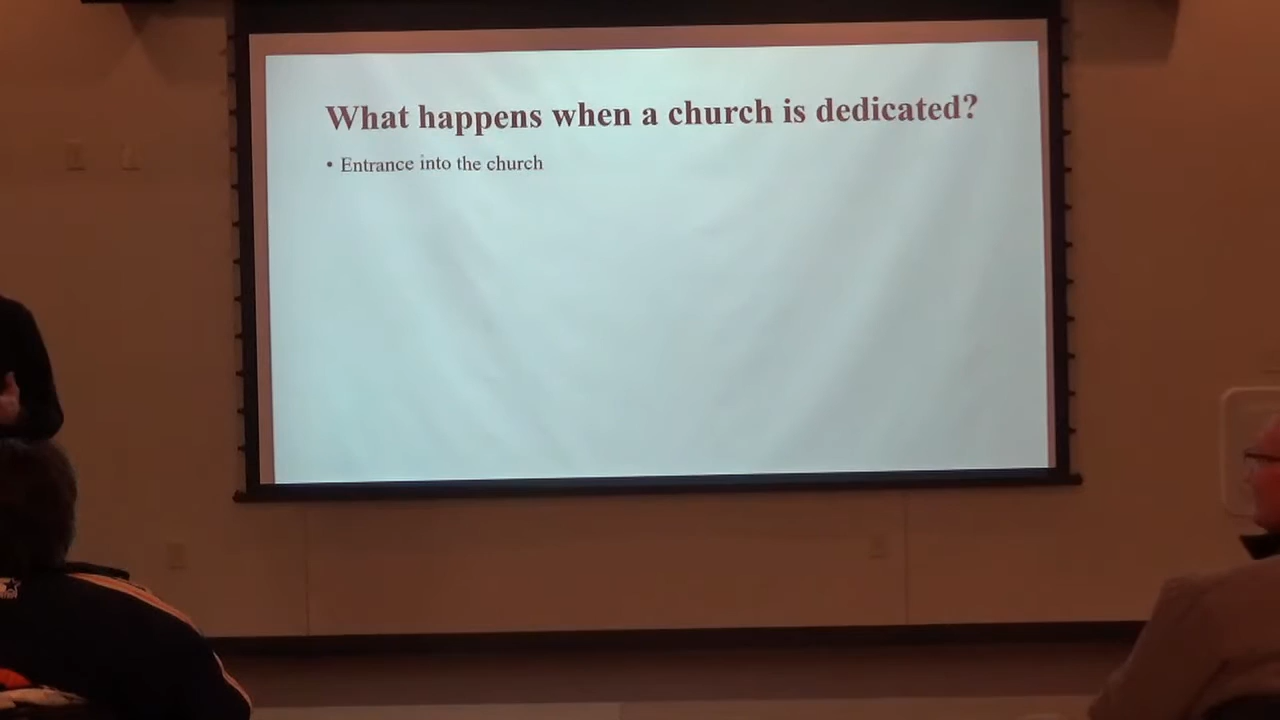 What happens when a church is dedicated?
• Entrance into the church